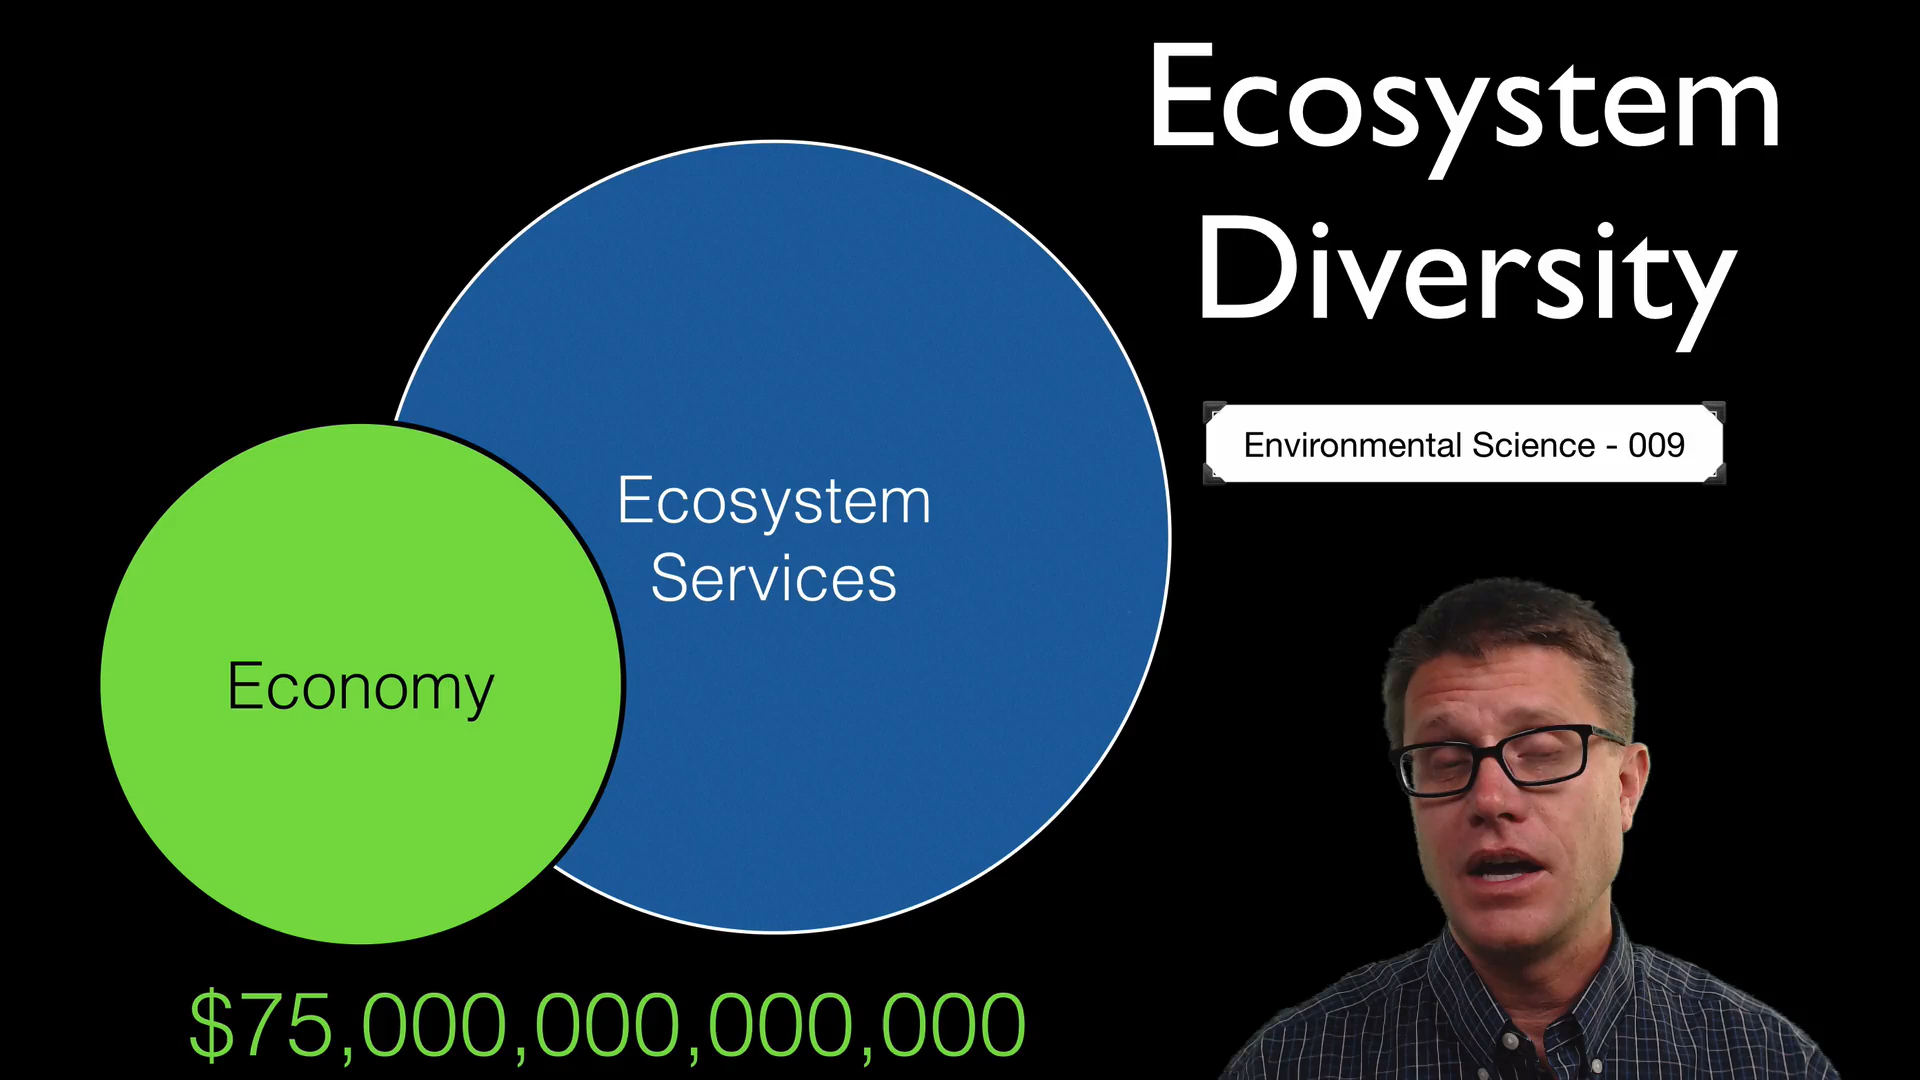 Ecosystem
Diversity
Environmental Science - 009
Ecosystem
Services
Economy
$75,000,000,000,000